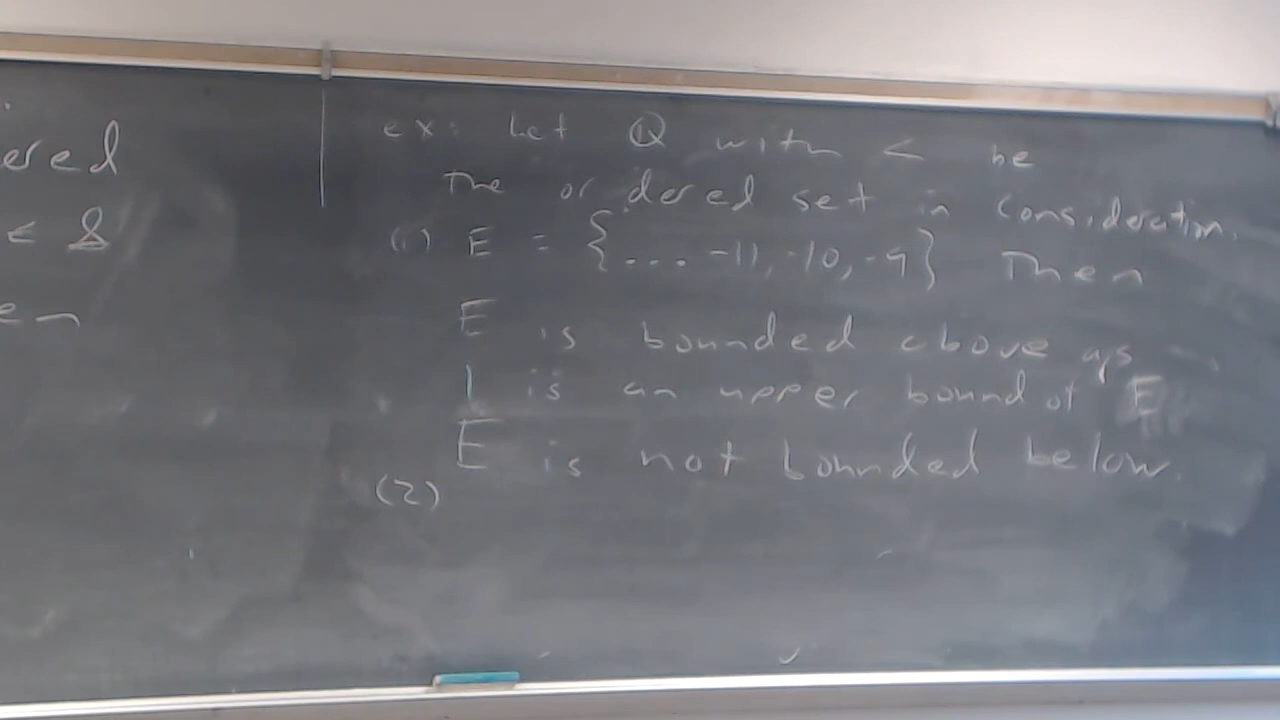 ered
< S
en
ex: Let Q with < be
The ordered set in consideration.
(1) E = {... -11, -10, -9} Then
E is bounded above as
1 is an upper bound of E
E is not bounded below.
(2)